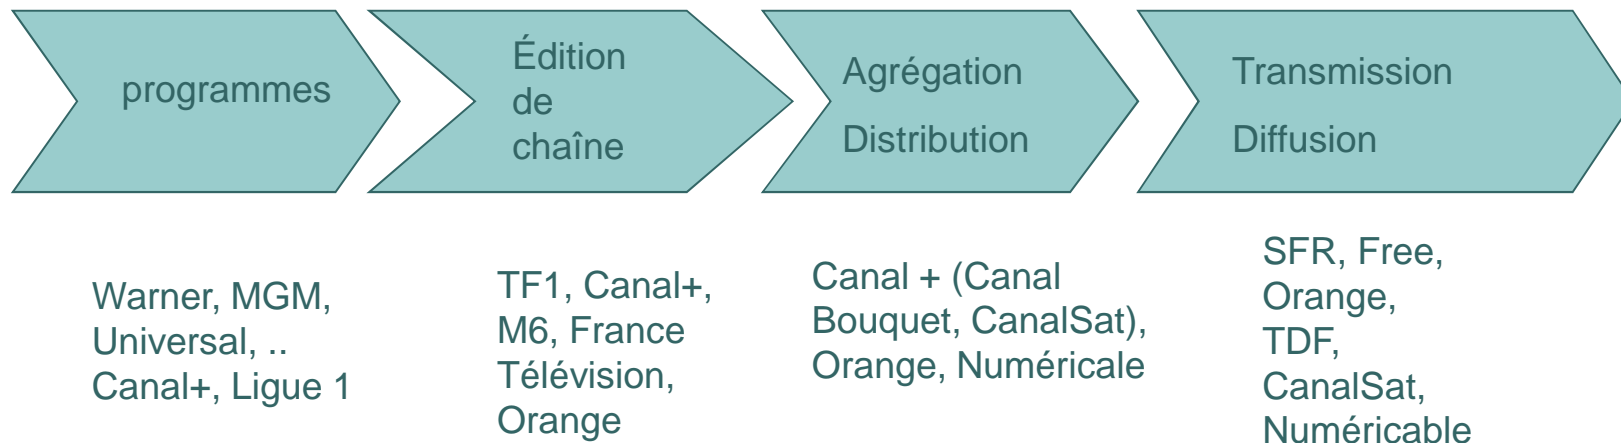 programmes
Édition
de
chaîne
Agrégation
Distribution
Transmission
Diffusion
Warner, MGM,
Universal, ..
Canal+, Ligue 1
TF1, Canal+,
M6, France
Télévision,
Orange
Canal + (Canal
Bouquet, CanalSat),
Orange, Numéricale
SFR, Free,
Orange,
TDF,
CanalSat,
Numéricable